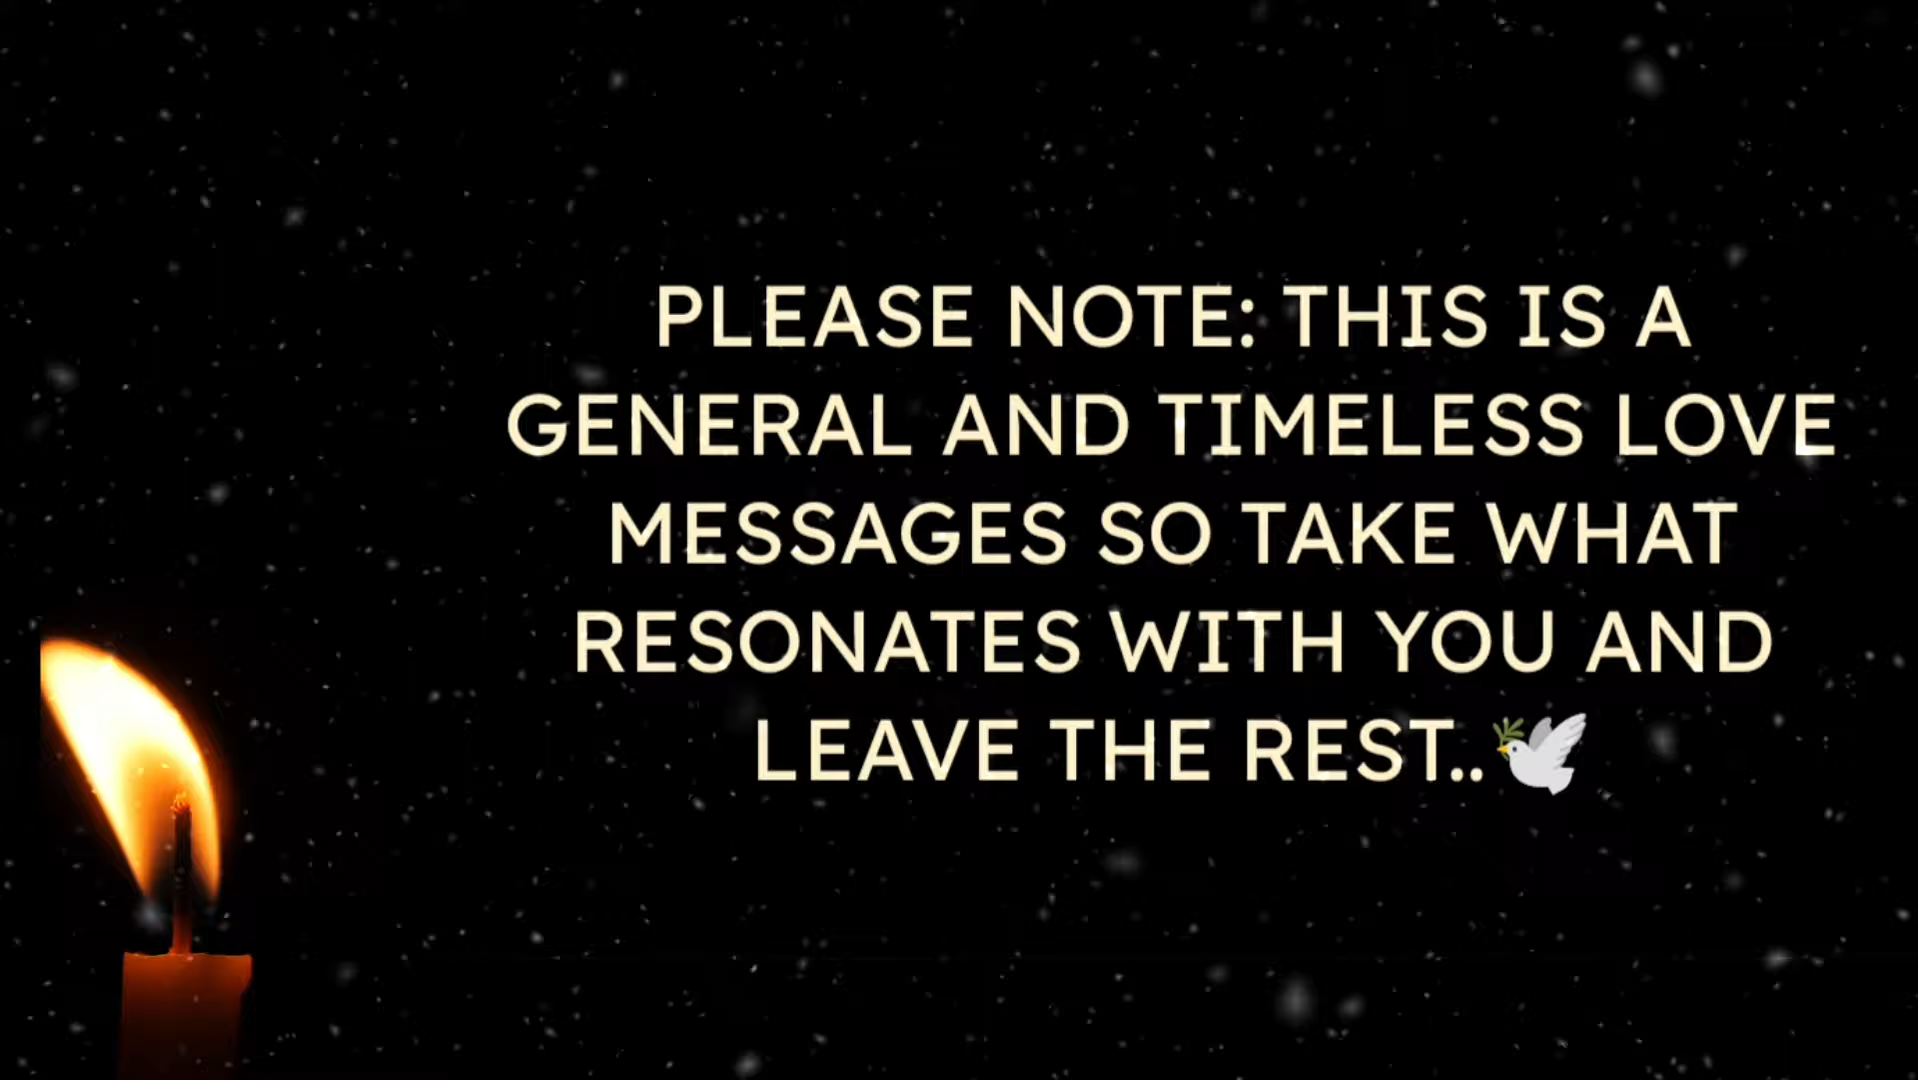 PLEASE NOTE: THIS IS A
GENERAL AND TIMELESS LOVE
MESSAGES SO TAKE WHAT
RESONATES WITH YOU AND
LEAVE THE REST..🕊️